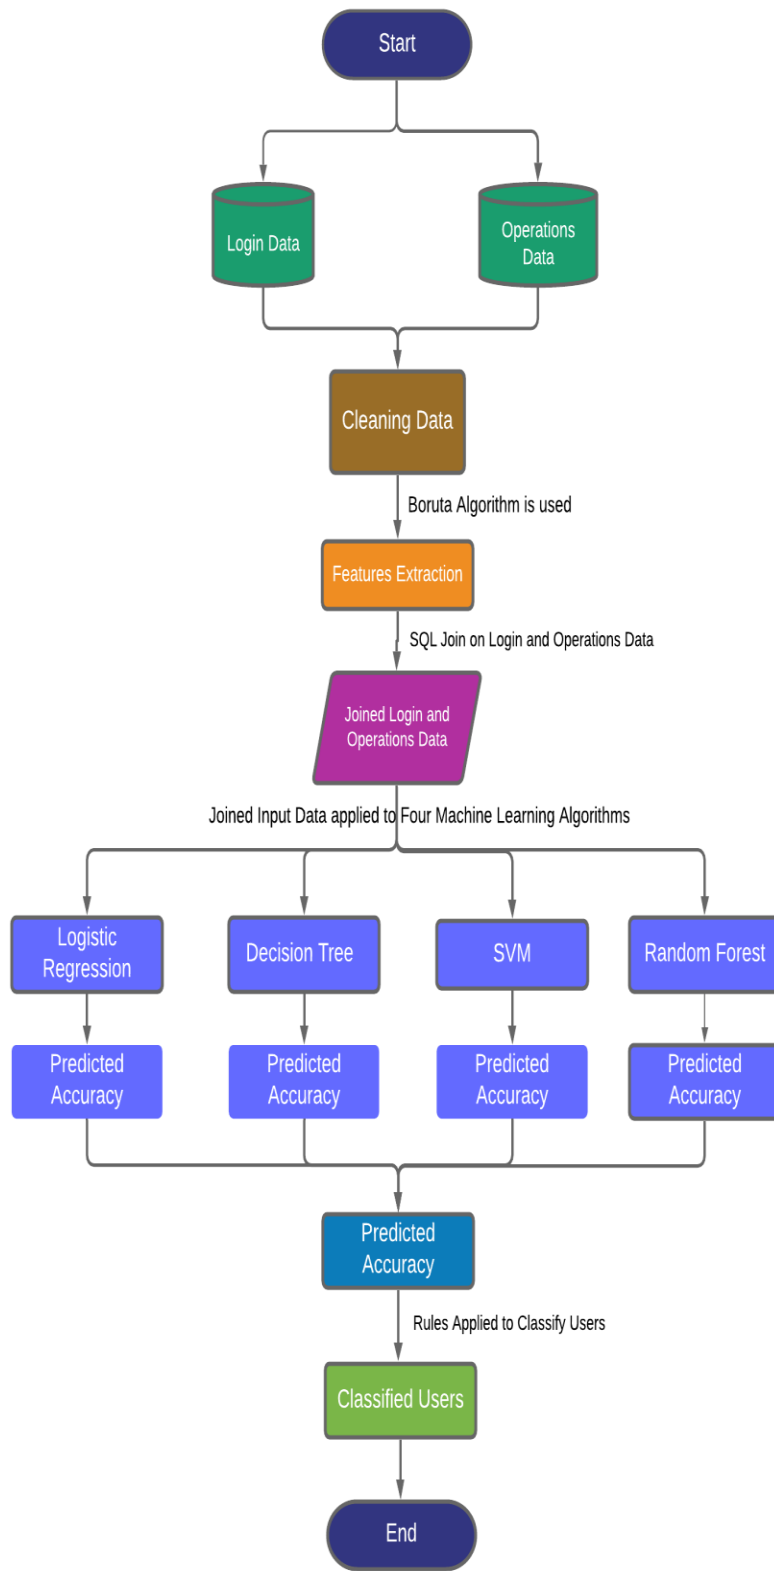 Start
Login Data
Operations
Data
Cleaning Data
Boruta Algorithm is used
Features Extraction
SQL Join on Login and Operations Data
Joined Login and
Operations Data
Joined Input Data applied to Four Machine Learning Algorithms
Logistic
Regression
Decision Tree
SVM
Random Forest
Predicted
Accuracy
Predicted
Accuracy
Predicted
Accuracy
Predicted
Accuracy
Predicted
Accuracy
Rules Applied to Classify Users
Classified Users
End